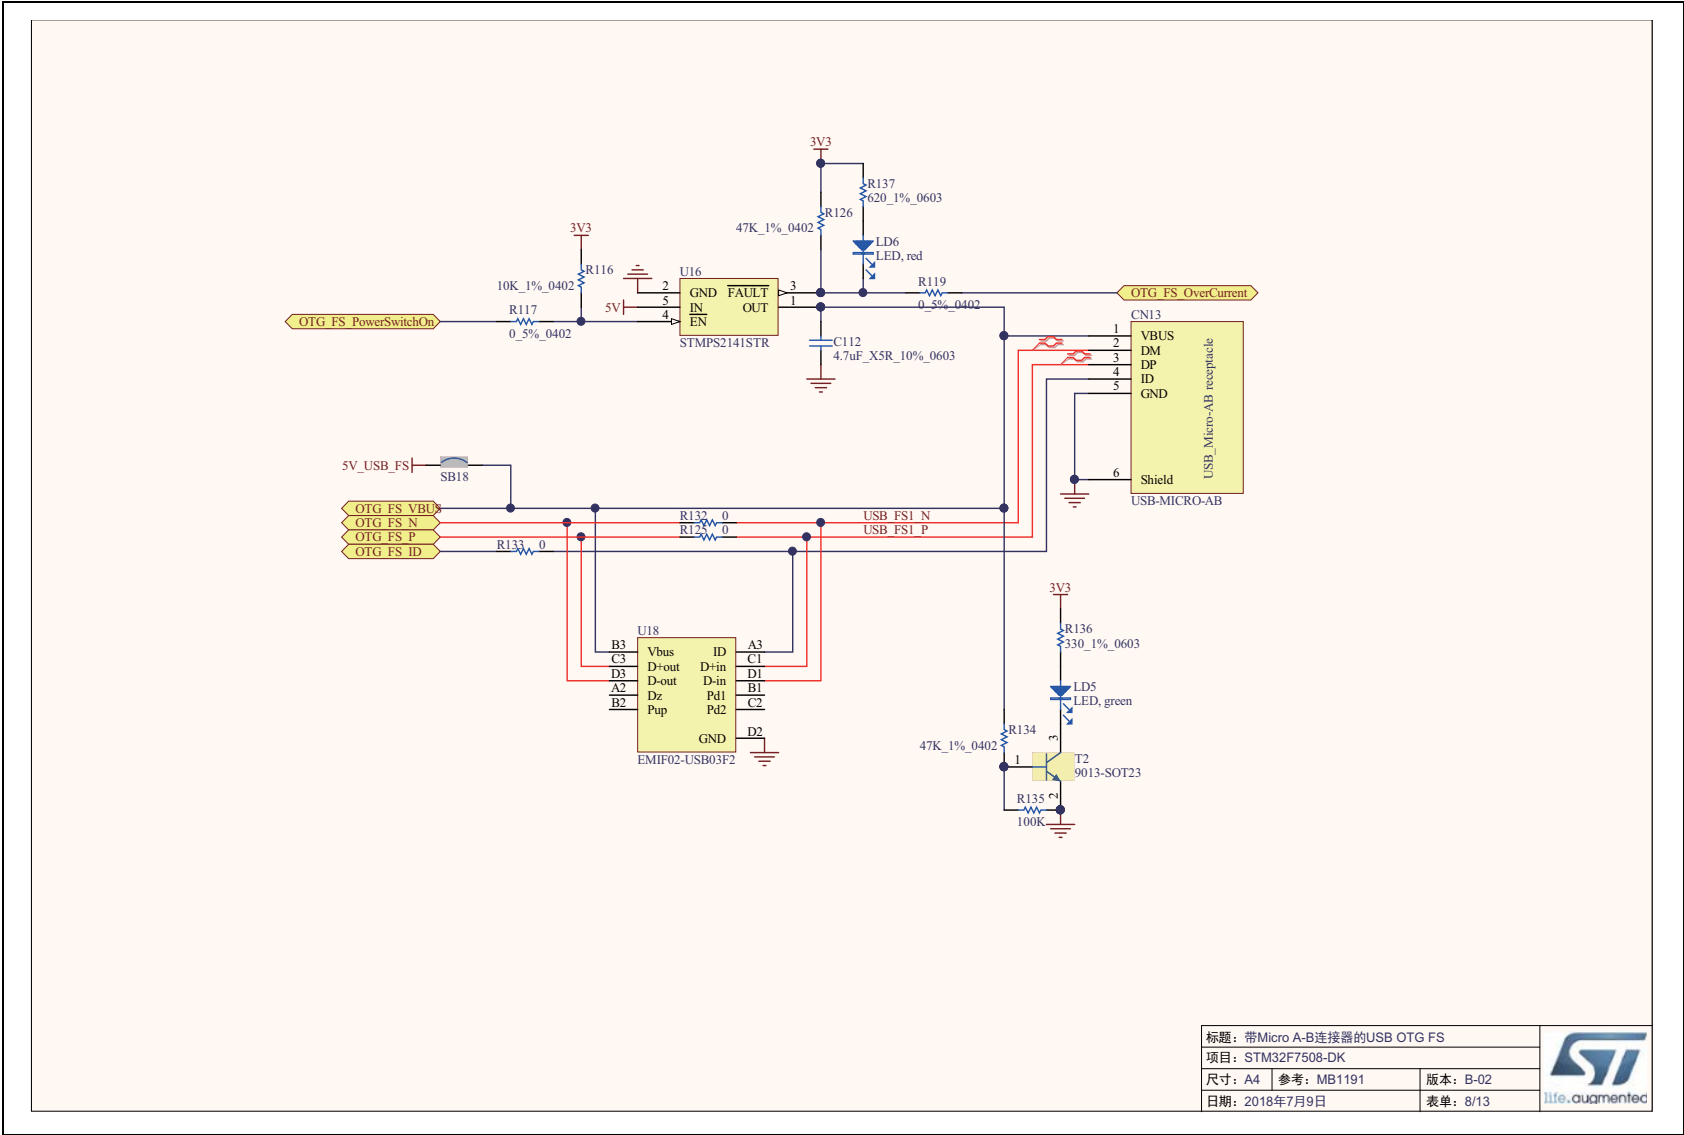 3V3
R137
620_1%_0603
R126
47K_1%_0402
LD6
LED, red
3V3
R116
10K_1%_0402
R117
0_5%_0402
OTG_FS_PowerSwitchOn
U16
2 GND FAULT 3
5V 5 IN OUT 1
4 EN
STMPS2141STR
R119
0_5%_0402
OTG_FS_OverCurrent
C112
4.7uF_X5R_10%_0603
CN13
1 VBUS
2 DM
3 DP
4 ID
5 GND
6 Shield
USB_Micro-AB receptacle
USB-MICRO-AB
5V_USB_FS
SB18
OTG_FS_VBUS
OTG_FS_N
OTG_FS_P
OTG_FS_ID
R132 0
R125 0
R133 0
USB_FS1_N
USB_FS1_P
U18
B3 Vbus ID A3
C3 D+out D+in C1
D3 D-out D-in D1
A2 Dz Pd1 B1
B2 Pup Pd2 C2
GND D2
EMIF02-USB03F2
3V3
R136
330_1%_0603
LD5
LED, green
R134
47K_1%_0402
3
1
T2
9013-SOT23
2
R135
100K
标题：带Micro A-B连接器的USB OTG FS
项目：STM32F7508-DK
尺寸：A4 参考：MB1191 版本：B-02
日期：2018年7月9日 表单：8/13
life.augmented